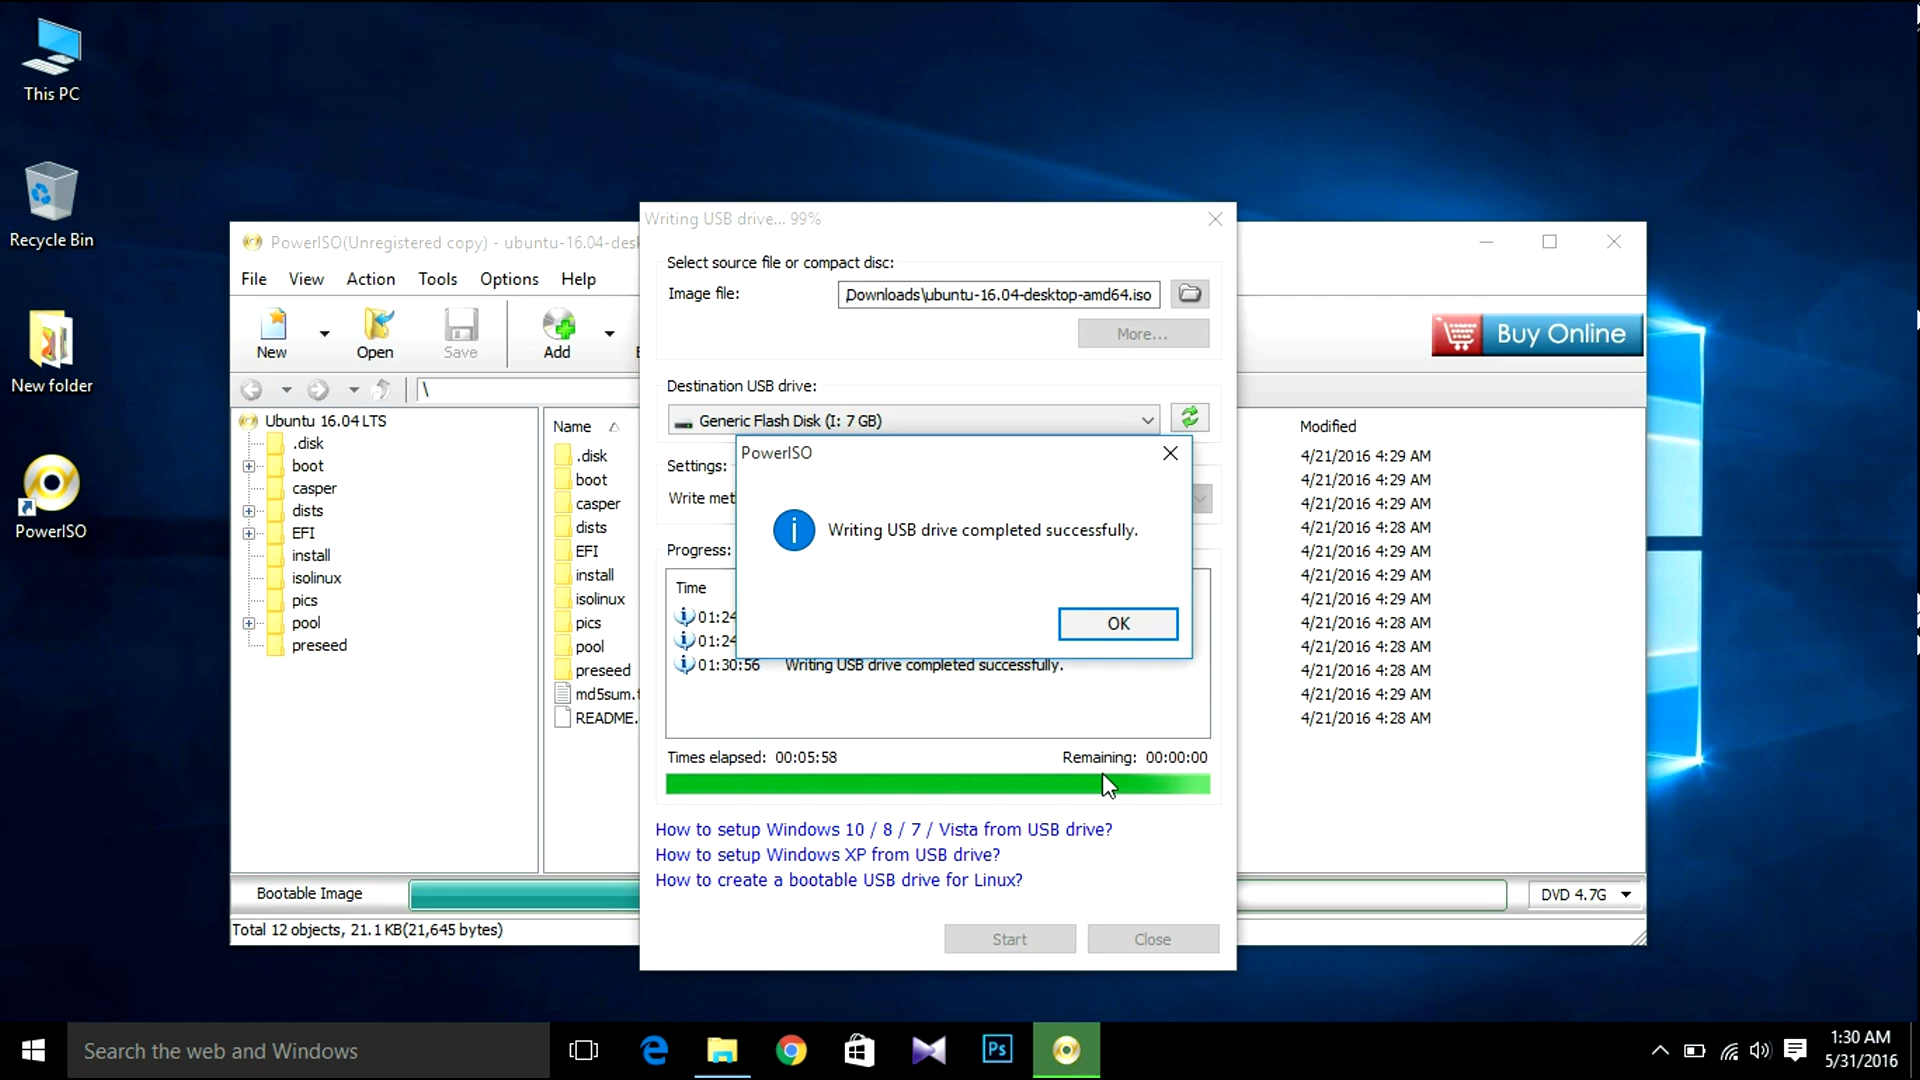 This PC
Recycle Bin
New folder
PowerISO
PowerISO(Unregistered copy) - ubuntu-16.04-des
File View Action Tools Options Help
New Open Save Add
Buy Online
\
Ubuntu 16.04 LTS
.disk
boot
casper
dists
EFI
install
isolinux
pics
pool
preseed
Name
.disk
boot
casper
dists
EFI
install
isolinux
pics
pool
preseed
md5sum.t
README.
Modified
4/21/2016 4:29 AM
4/21/2016 4:29 AM
4/21/2016 4:29 AM
4/21/2016 4:28 AM
4/21/2016 4:29 AM
4/21/2016 4:29 AM
4/21/2016 4:29 AM
4/21/2016 4:28 AM
4/21/2016 4:28 AM
4/21/2016 4:28 AM
4/21/2016 4:29 AM
4/21/2016 4:28 AM
Bootable Image
DVD 4.7G
Total 12 objects, 21.1 KB(21,645 bytes)
Writing USB drive... 99%
Select source file or compact disc:
Image file: Downloads\ubuntu-16.04-desktop-amd64.iso
More...
Destination USB drive:
Generic Flash Disk (I: 7 GB)
Settings:
Write met
Progress:
Time
01:24
01:24
01:30:56 Writing USB drive completed successfully.
Times elapsed: 00:05:58 Remaining: 00:00:00
How to setup Windows 10 / 8 / 7 / Vista from USB drive?
How to setup Windows XP from USB drive?
How to create a bootable USB drive for Linux?
Start Close
PowerISO
Writing USB drive completed successfully.
OK
Search the web and Windows
Ps
1:30 AM
5/31/2016